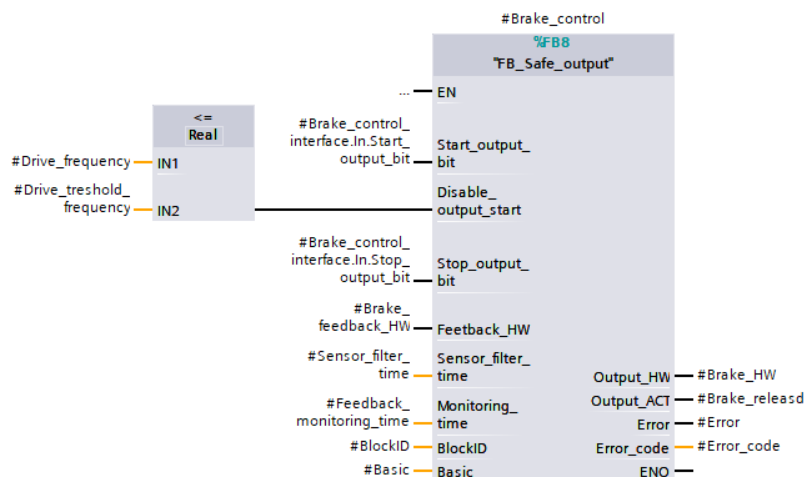 #Brake_control
%FB8
"FB_Safe_output"
... EN
<=
Real
#Brake_control_
interface.In.Start_
output_bit
Start_output_
bit
#Drive_frequency IN1
#Drive_treshold_
frequency IN2
Disable_
output_start
#Brake_control_
interface.In.Stop_
output_bit
Stop_output_
bit
#Brake_
feedback_HW Feetback_HW
#Sensor_filter_
time
Sensor_filter_
time
Output_HW #Brake_HW
Output_ACT #Brake_releasd
#Feedback_
monitoring_time
Monitoring_
time
Error #Error
#BlockID BlockID Error_code #Error_code
#Basic Basic ENO